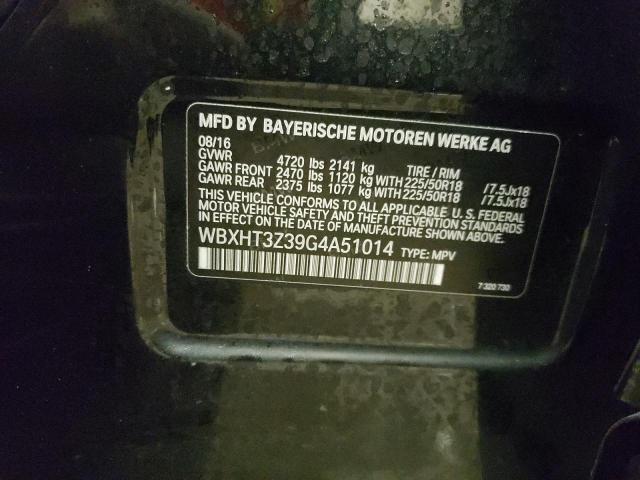 MFD BY BAYERISCHE MOTOREN WERKE AG
08/16
GVWR 4720 lbs 2141 kg TIRE / RIM
GAWR FRONT 2470 lbs 1120 kg WITH 225/50R18 /7.5Jx18
GAWR REAR 2375 lbs 1077 kg WITH 225/50R18 /7.5Jx18
THIS VEHICLE CONFORMS TO ALL APPLICABLE U.S. FEDERAL
MOTOR VEHICLE SAFETY AND THEFT PREVENTION STANDARDS
IN EFFECT ON THE DATE OF MANUFACTURE SHOWN ABOVE.
WBXHT3Z39G4A51014 TYPE: MPV
7 320 730